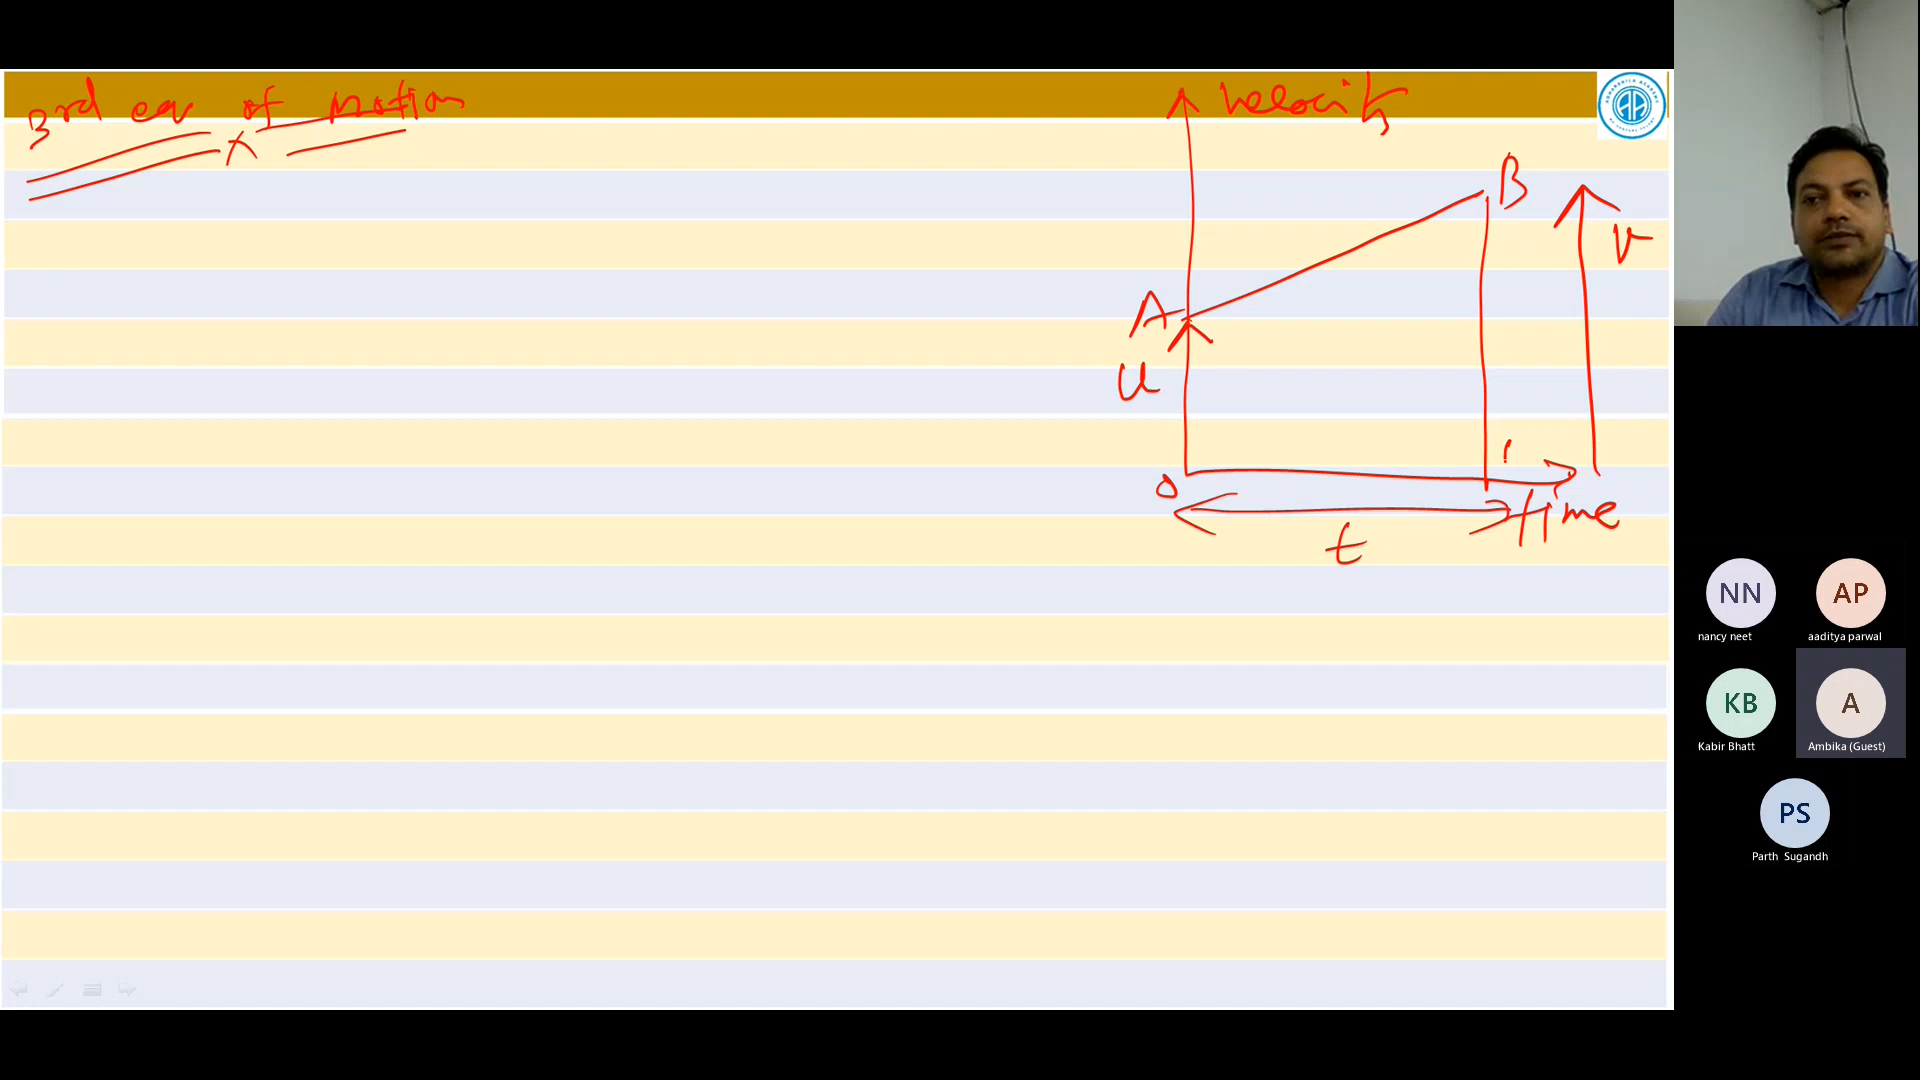 3rd eqn of Motion
velocity
B
v
A
u
O
time
t
NN
AP
nancy neet
aaditya parwal
KB
A
Kabir Bhatt
Ambika (Guest)
PS
Parth Sugandh